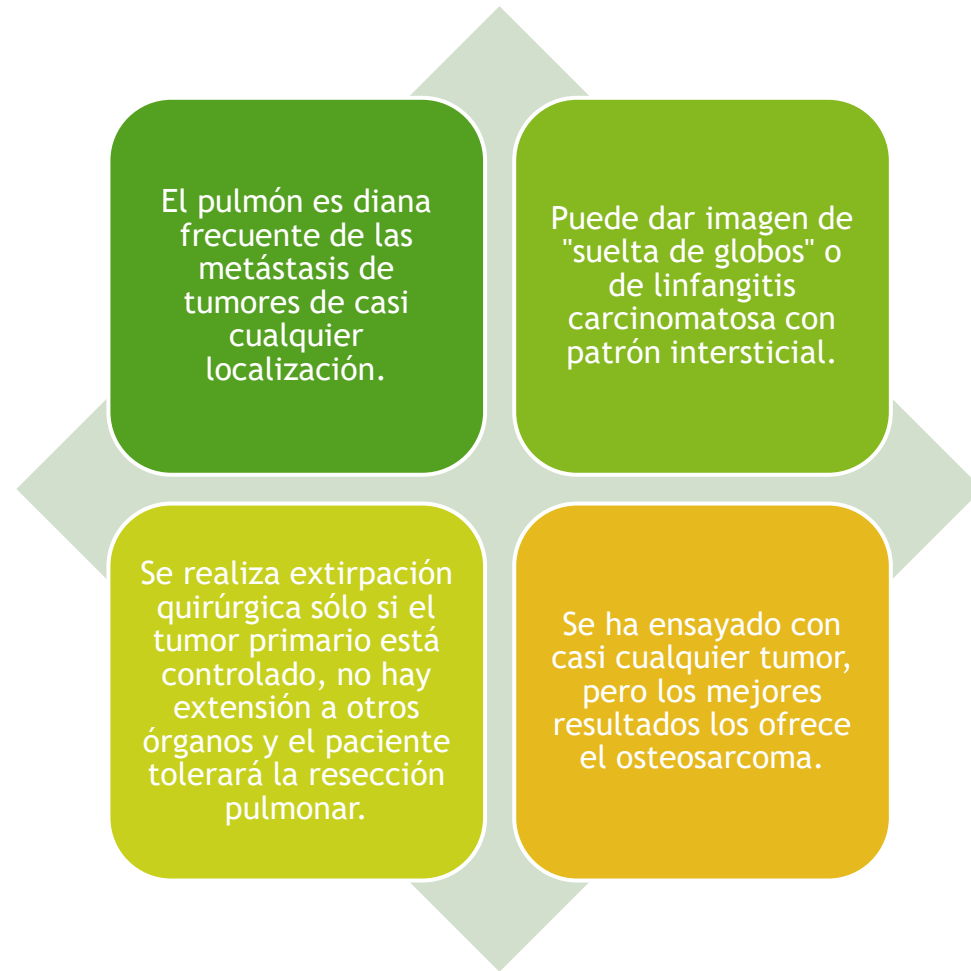 El pulmón es diana
frecuente de las
metástasis de
tumores de casi
cualquier
localización.
Puede dar imagen de
"suelta de globos" o
de linfangitis
carcinomatosa con
patrón intersticial.
Se realiza extirpación
quirúrgica sólo si el
tumor primario está
controlado, no hay
extensión a otros
órganos y el paciente
tolerará la resección
pulmonar.
Se ha ensayado con
casi cualquier tumor,
pero los mejores
resultados los ofrece
el osteosarcoma.